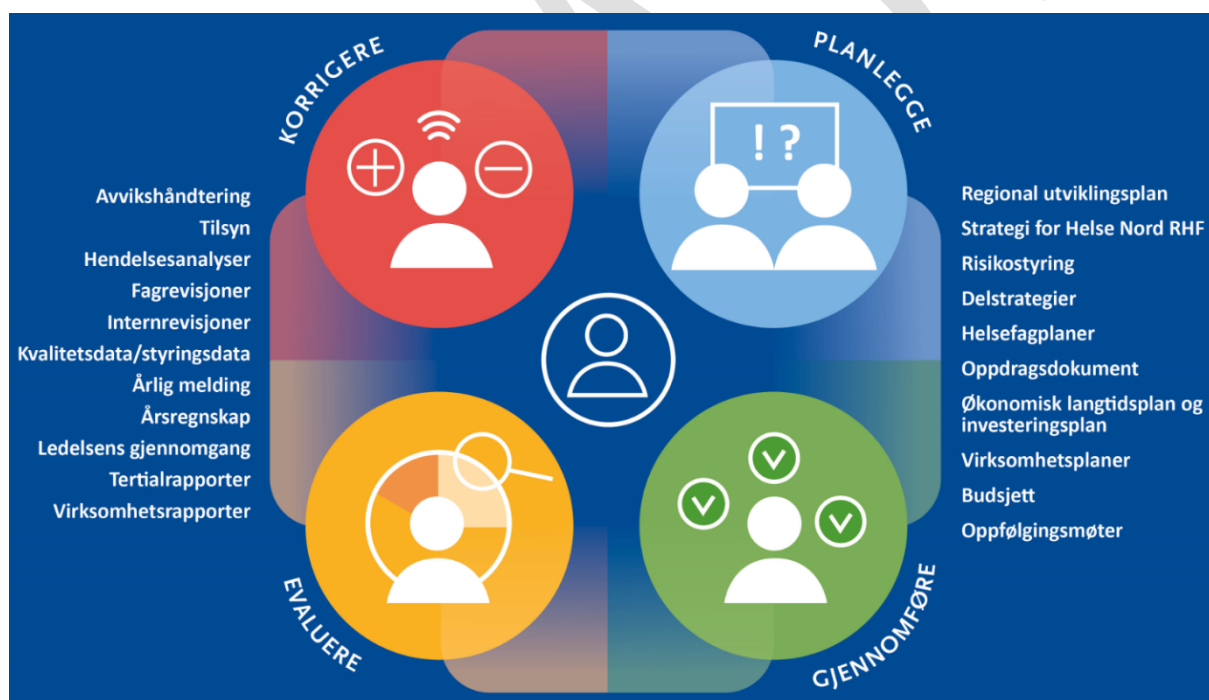 KORRIGERE
PLANLEGGE
! ?
Avvikshåndtering
Tilsyn
Hendelsesanalyser
Fagrevisjoner
Internrevisjoner
Kvalitetsdata/styringsdata
Årlig melding
Årsregnskap
Ledelsens gjennomgang
Tertialrapporter
Virksomhetsrapporter
Regional utviklingsplan
Strategi for Helse Nord RHF
Risikostyring
Delstrategier
Helsefagplaner
Oppdragsdokument
Økonomisk langtidsplan og
investeringsplan
Virksomhetsplaner
Budsjett
Oppfølgingsmøter
EVALUERE
GJENNOMFØRE